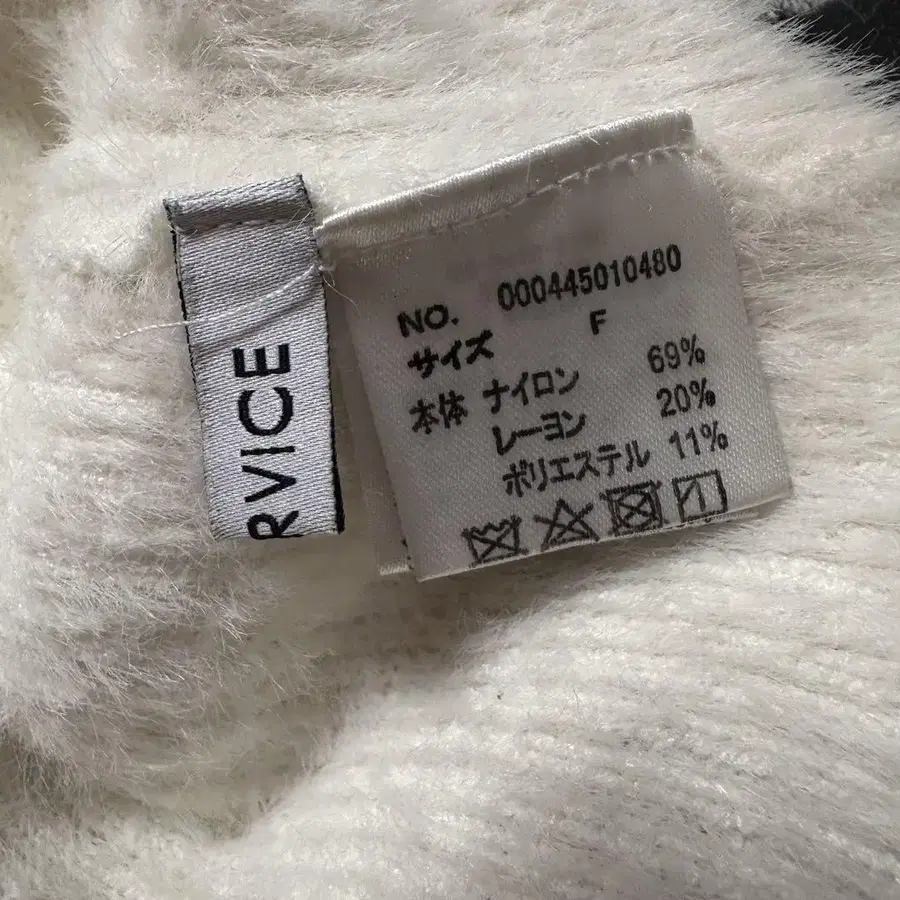 RVICE
NO. 000445010480
サイズ F
本体 ナイロン 69%
レーヨン 20%
ポリエステル 11%